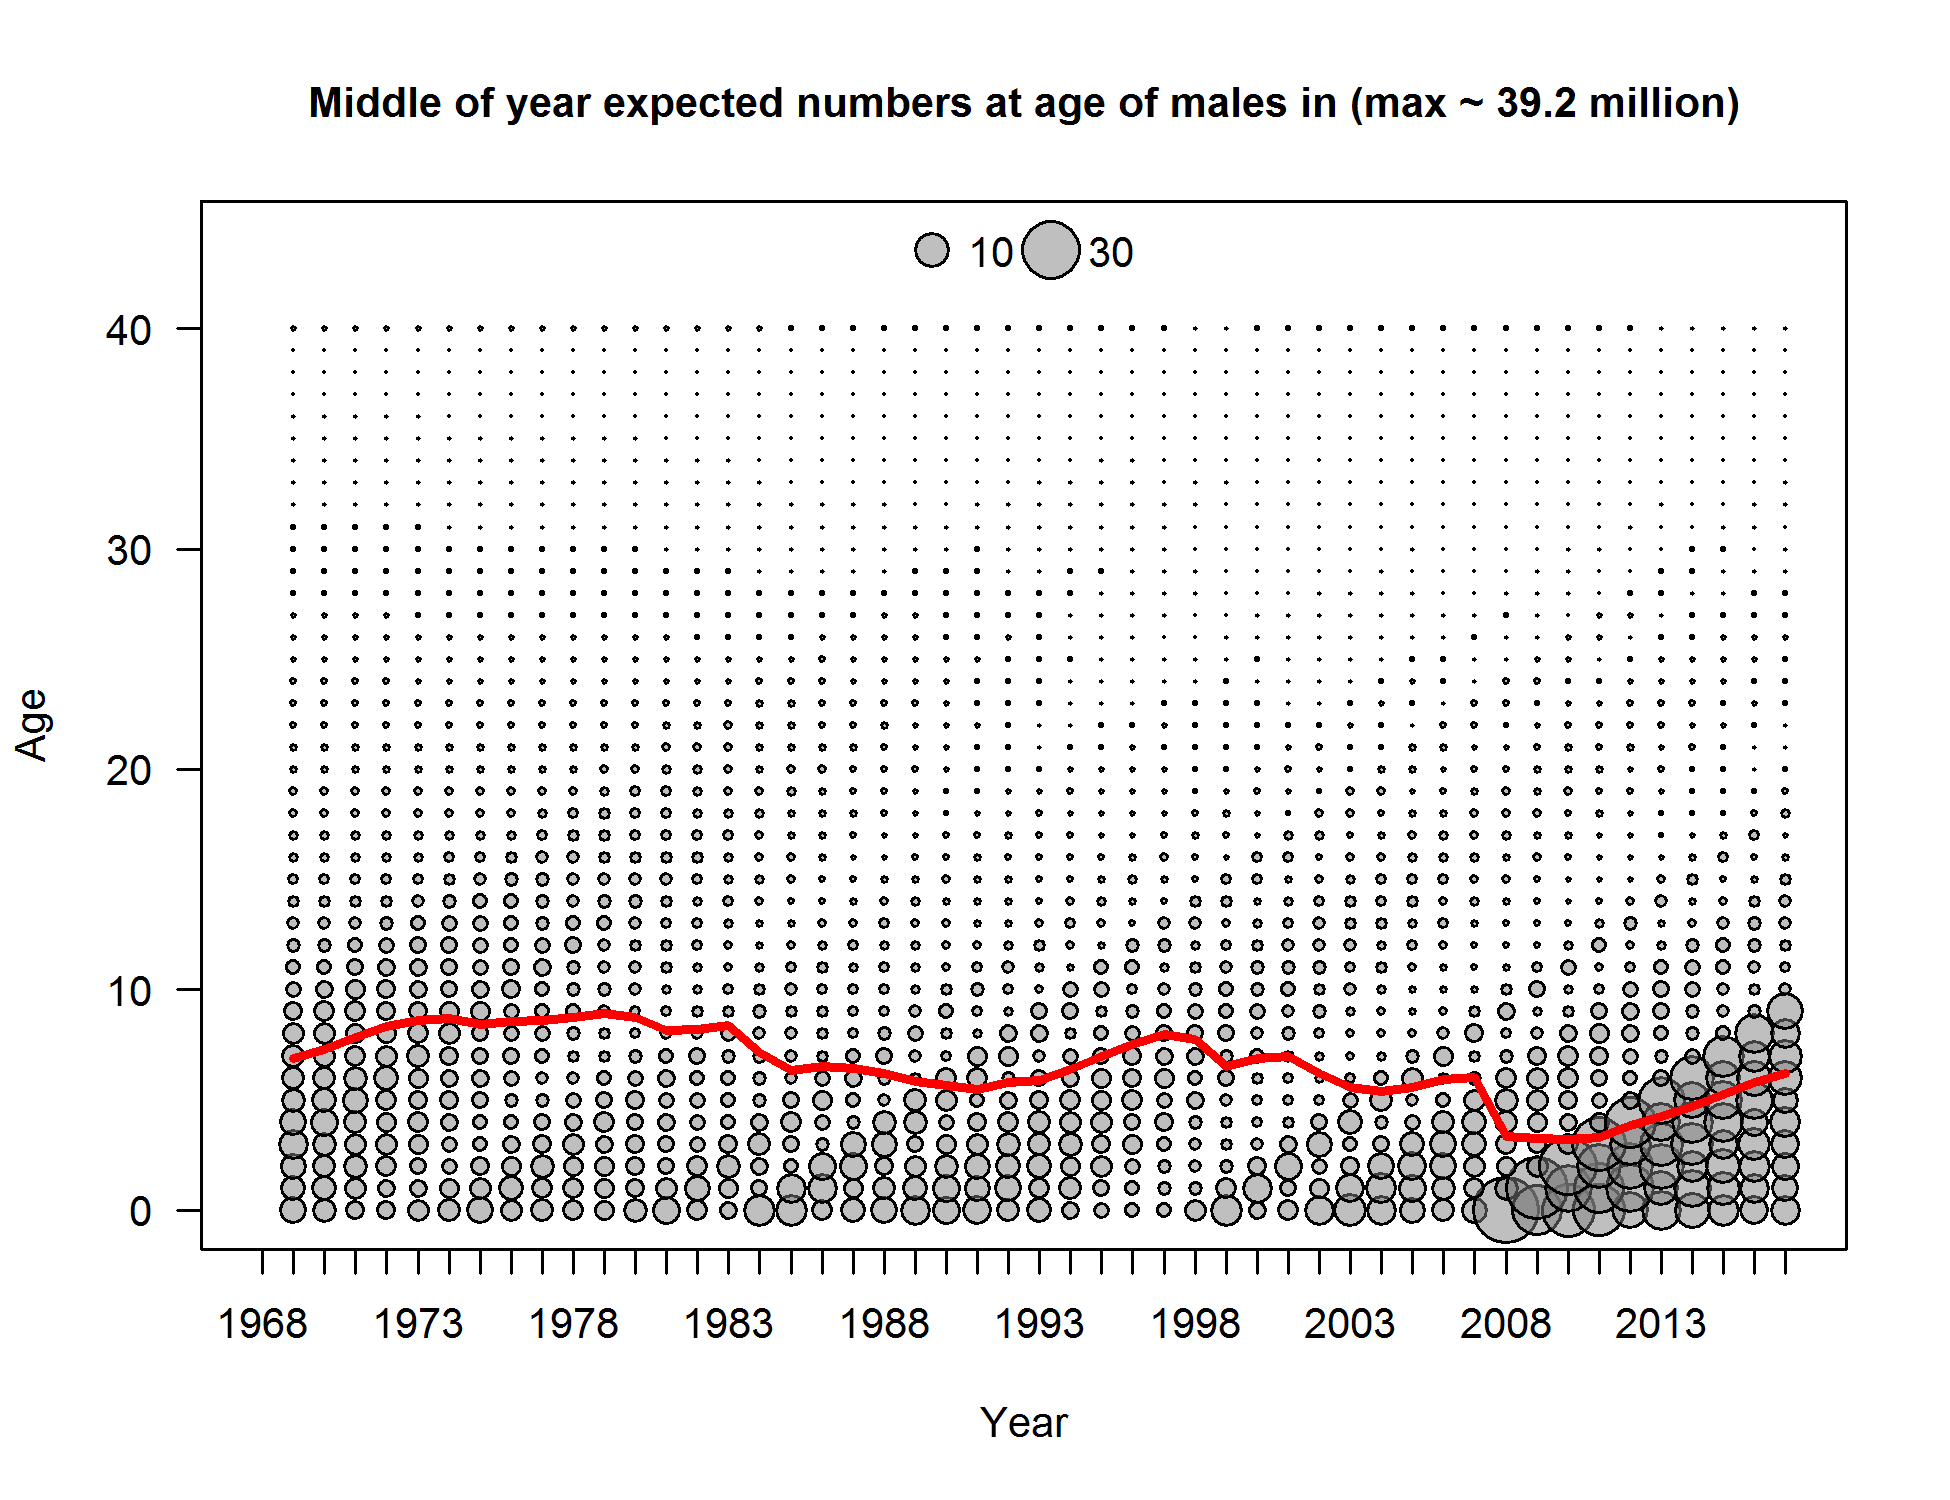 Middle of year expected numbers at age of males in (max ~ 39.2 million)
10 30
40
30
20
10
0
Age
1968 1973 1978 1983 1988 1993 1998 2003 2008 2013
Year